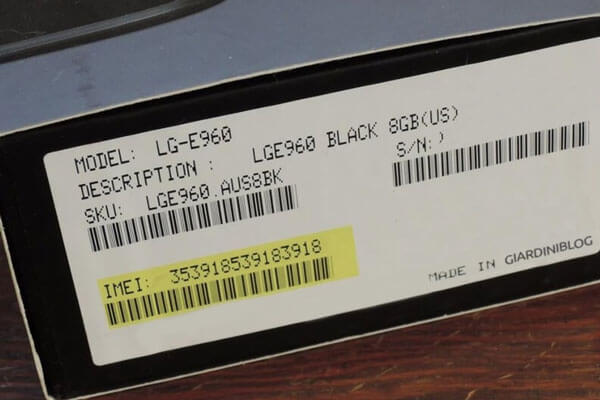 MODEL: LG-E960
DESCRIPTION : LGE960 BLACK 8GB(US)
SKU: LGE960.AUS8BK
S/N: )
IMEI: 353918539183918
MADE IN GIARDINIBLOG